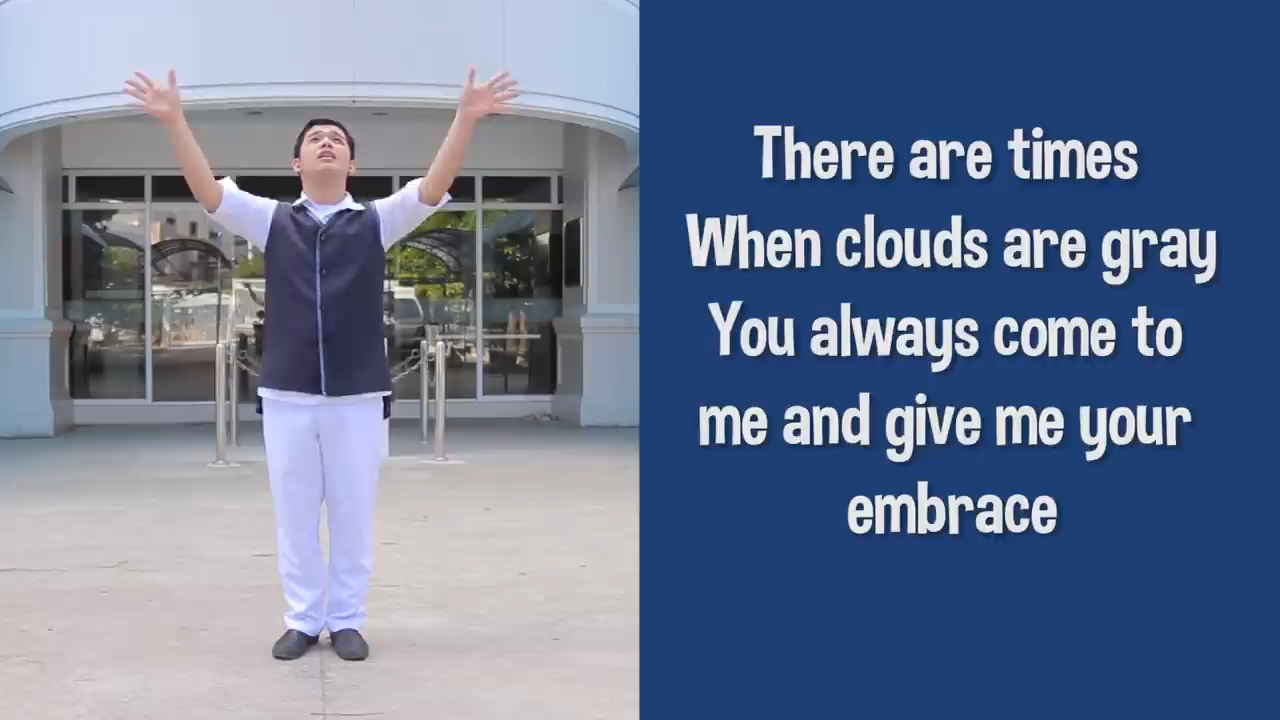 There are times
When clouds are gray
You always come to
me and give me your
embrace